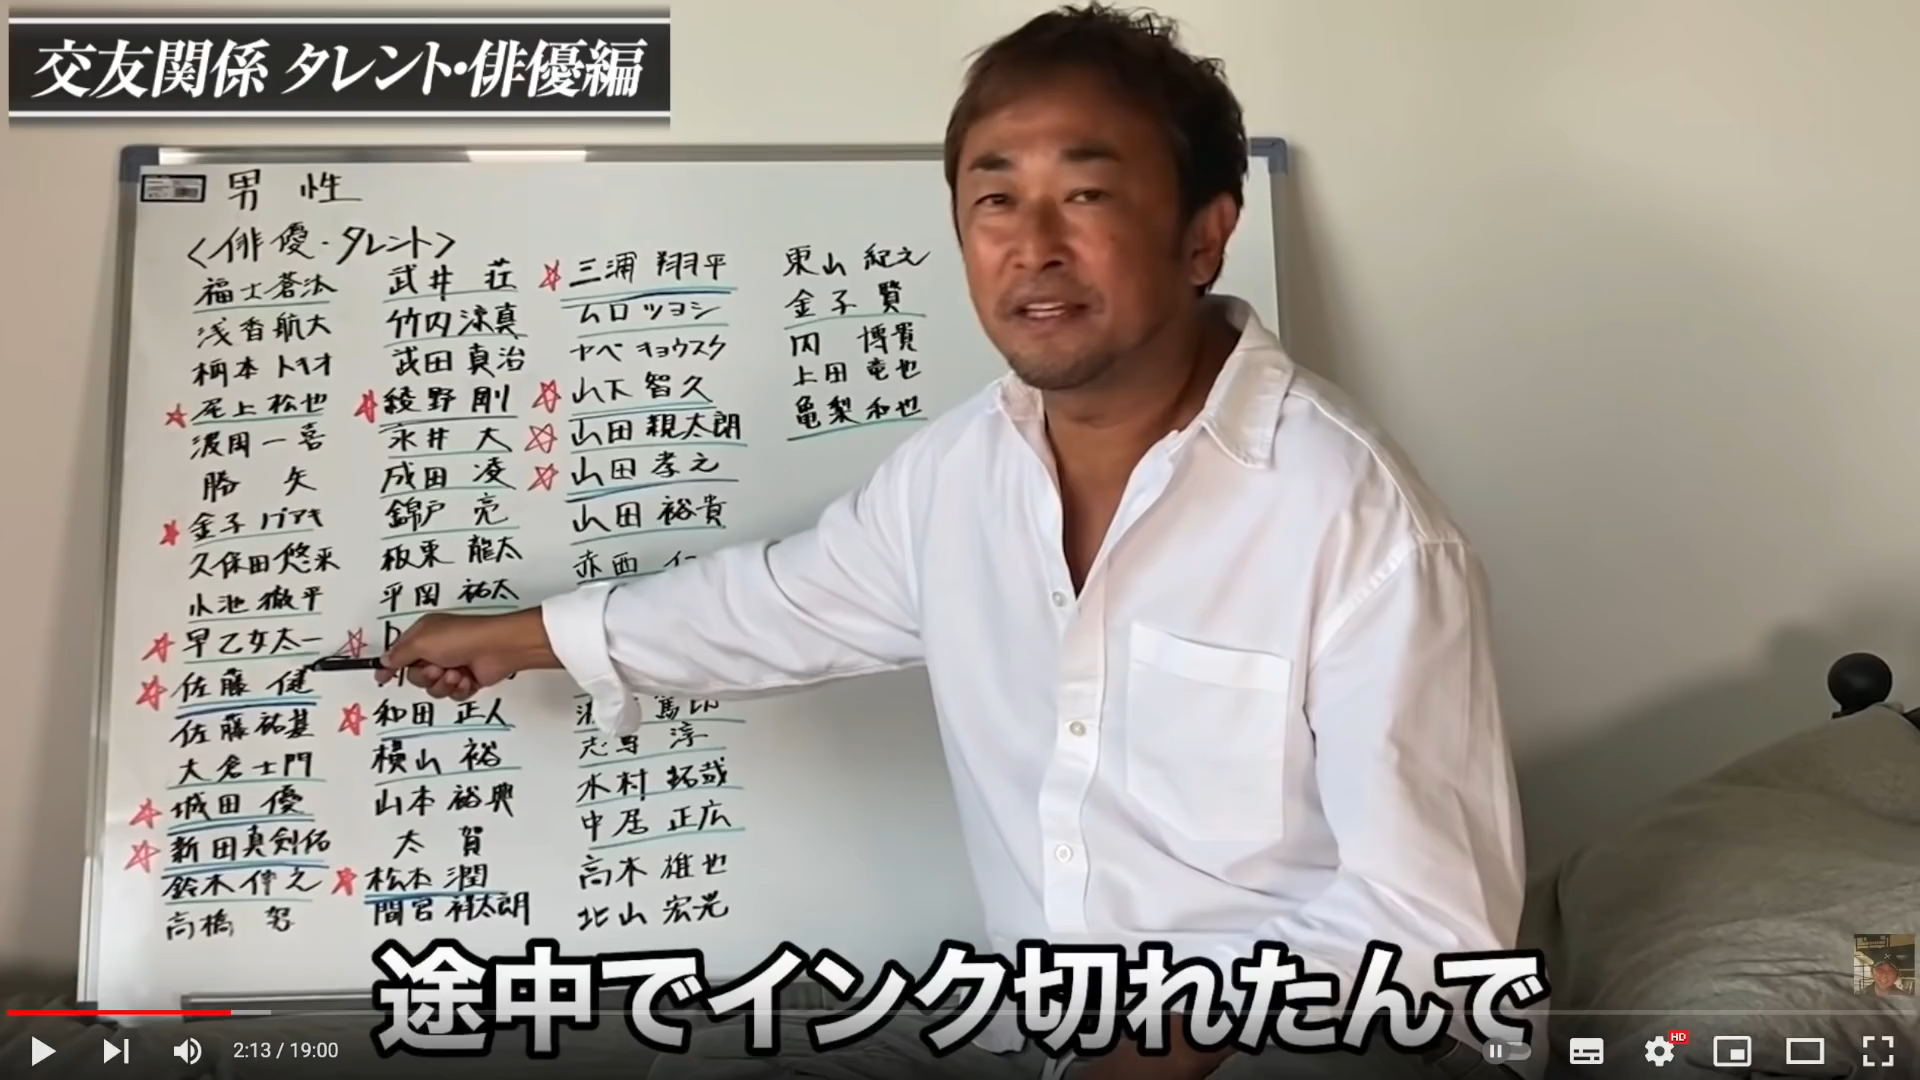 交友関係 タレント・俳優編
男性
〈俳優・タレント〉
福士蒼汰
浅香航大
柄本トキオ
尾上松也
波岡一喜
勝矢
金子ノブアキ
久保田悠来
小池徹平
早乙女太一
佐藤健
佐藤祐基
大倉士門
城田優
新田真剣佑
鈴木伸之
高橋努
武井 荘
竹内涼真
武田真治
綾野剛
永井大
成田凌
錦戸亮
板東龍太
平岡祐太
和田正人
横山裕
山本裕典
太賀
松本潤
間宮祥太朗
三浦翔平
ムロツヨシ
ヤベキョウスケ
山下智久
山田親太朗
山田孝之
山田裕貴
赤西
淳
木村拓哉
中居正広
高木雄也
北山宏光
東山紀之
金子賢
内博貴
上田竜也
亀梨和也
途中でインク切れたんで
2:13 / 19:00
HD